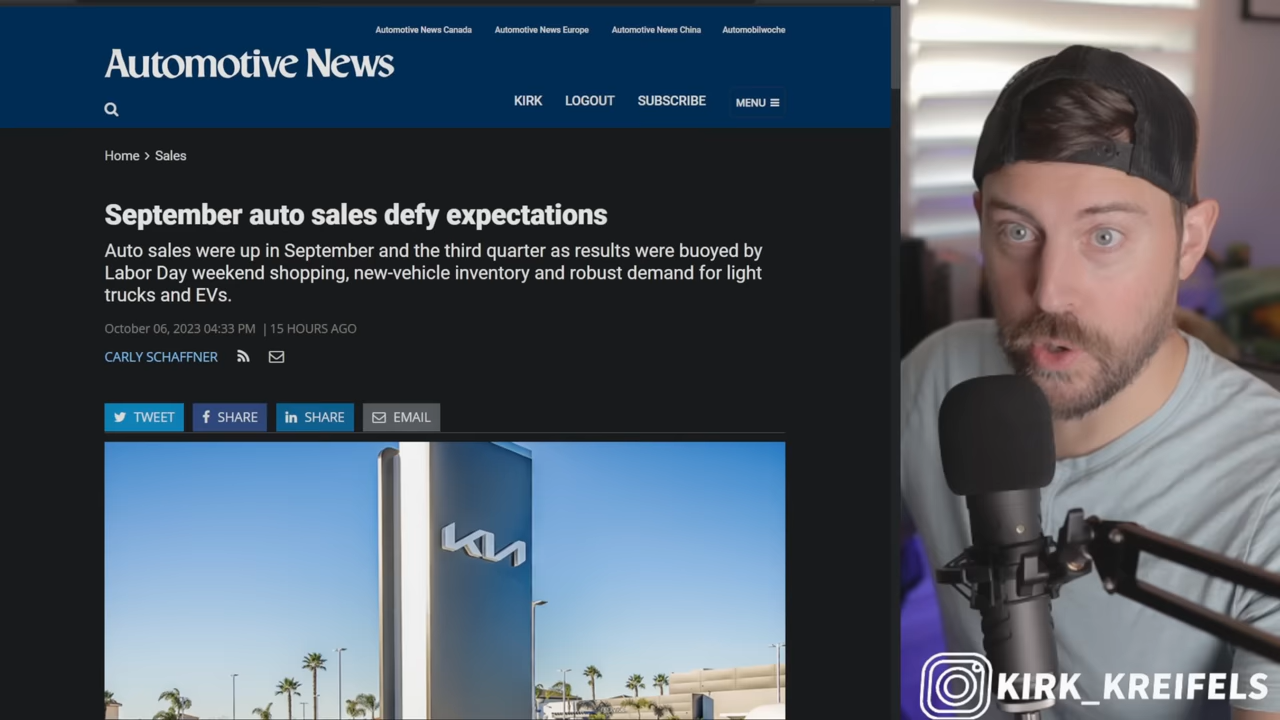 Automotive News Canada
Automotive News Europe
Automotive News China
Automobilwoche
Automotive News
KIRK
LOGOUT
SUBSCRIBE
MENU
Home > Sales
September auto sales defy expectations
Auto sales were up in September and the third quarter as results were buoyed by
Labor Day weekend shopping, new-vehicle inventory and robust demand for light
trucks and EVs.
October 06, 2023 04:33 PM | 15 HOURS AGO
CARLY SCHAFFNER
TWEET
SHARE
SHARE
EMAIL
KIA
KIRK_KREIFELS